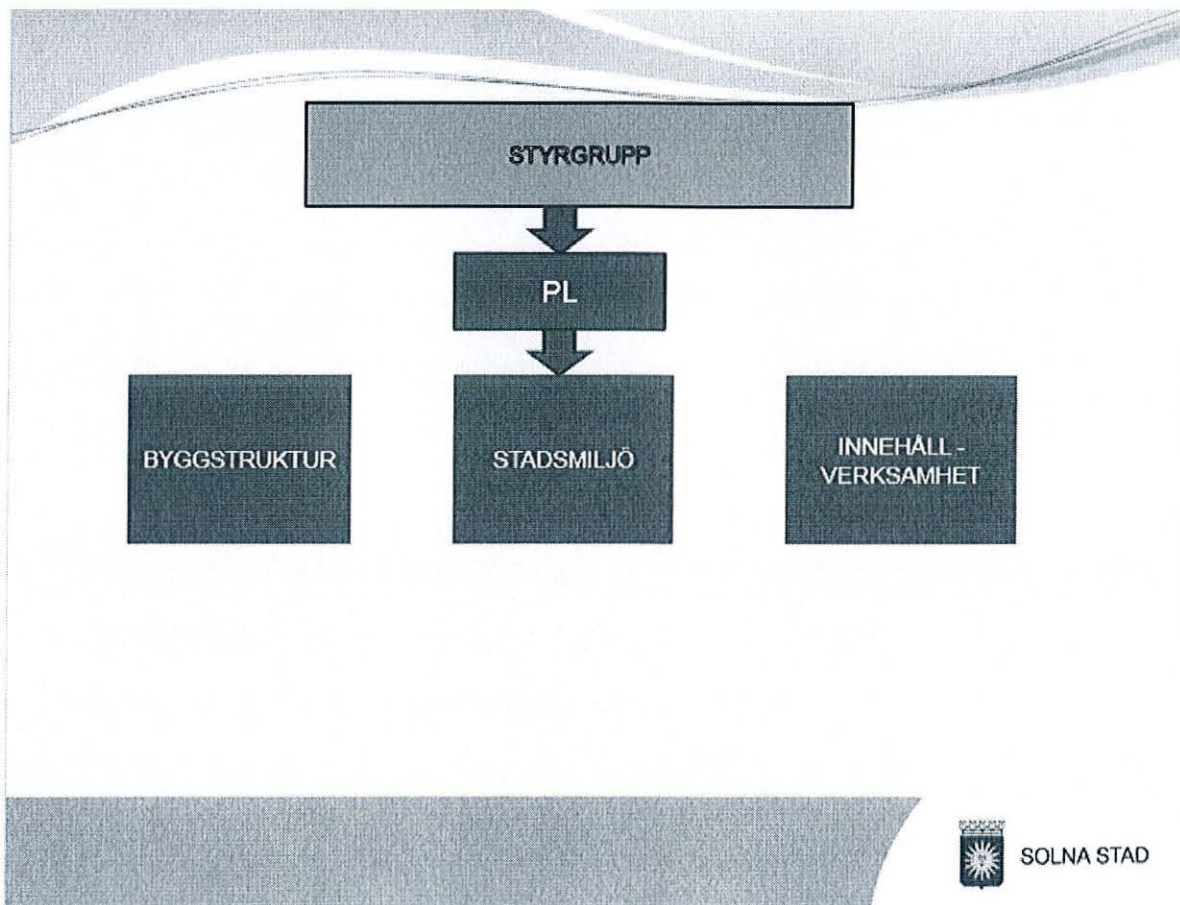 STYRGRUPP
PL
BYGGSTRUKTUR
STADSMILJÖ
INNEHÅLL -
VERKSAMHET
SOLNA STAD